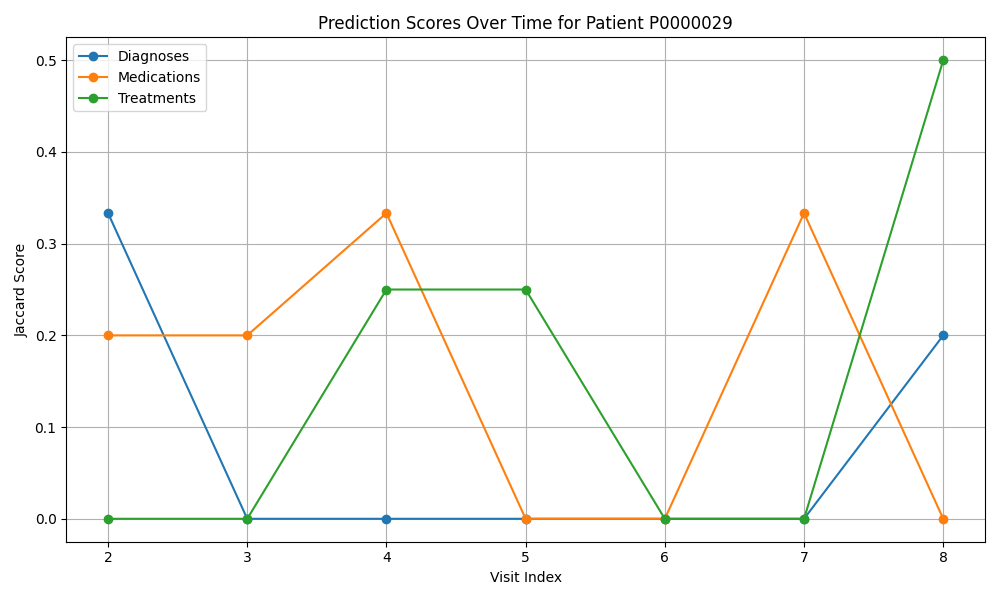 Prediction Scores Over Time for Patient P0000029
Diagnoses
Medications
Treatments
0.5
0.4
0.3
0.2
0.1
0.0
Jaccard Score
2 3 4 5 6 7 8
Visit Index